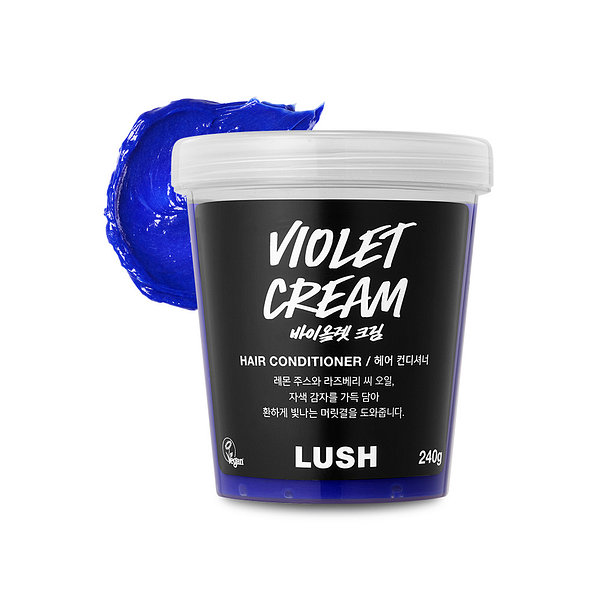 VIOLET
CREAM
바이올렛 크림
HAIR CONDITIONER / 헤어 컨디셔너
레몬 주스와 라즈베리 씨 오일,
자색 감자를 가득 담아
환하게 빛나는 머릿결을 도와줍니다.
Vegan
LUSH
240g